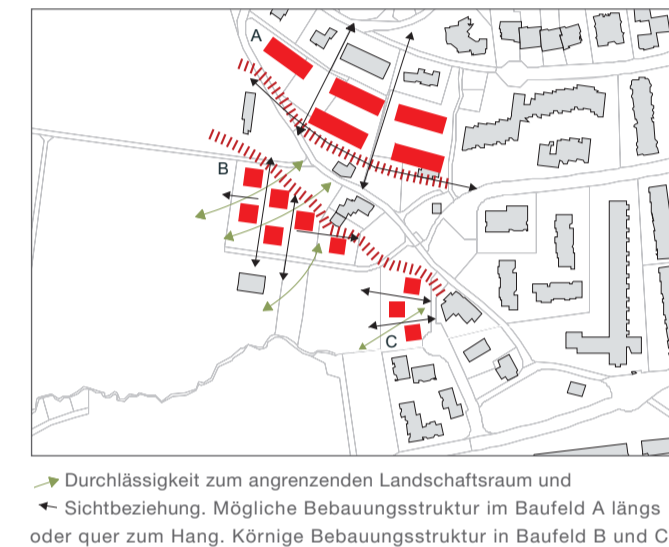 A
B
C
Durchlässigkeit zum angrenzenden Landschaftsraum und
Sichtbeziehung. Mögliche Bebauungsstruktur im Baufeld A längs
oder quer zum Hang. Körnige Bebauungsstruktur in Baufeld B und C